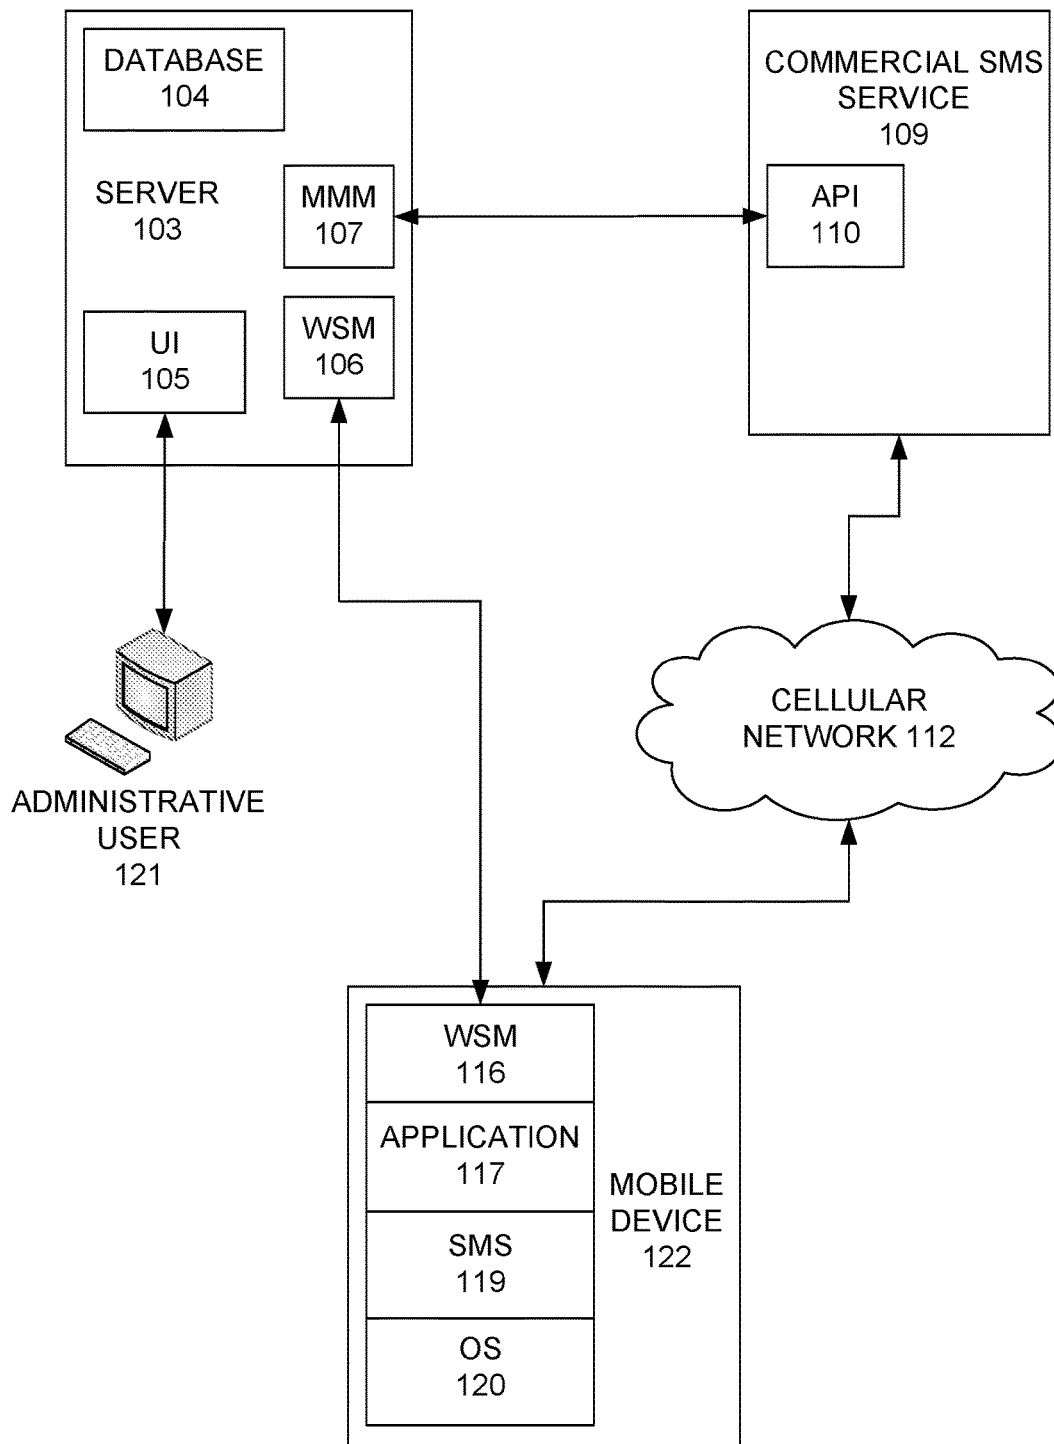 DATABASE
104
SERVER
103
MMM
107
UI
105
WSM
106
COMMERCIAL SMS
SERVICE
109
API
110
ADMINISTRATIVE
USER
121
CELLULAR
NETWORK 112
WSM
116
APPLICATION
117
SMS
119
OS
120
MOBILE
DEVICE
122